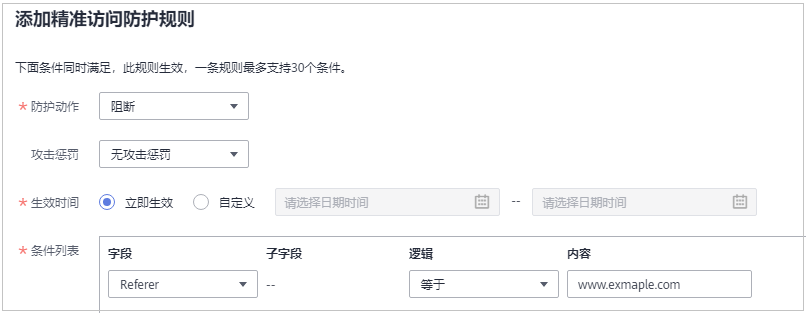 添加精准访问防护规则
下面条件同时满足，此规则生效，一条规则最多支持30个条件。
* 防护动作 阻断
攻击惩罚 无攻击惩罚
* 生效时间 立即生效 自定义 请选择日期时间 -- 请选择日期时间
* 条件列表 字段 子字段 逻辑 内容
Referer -- 等于 www.exmaple.com